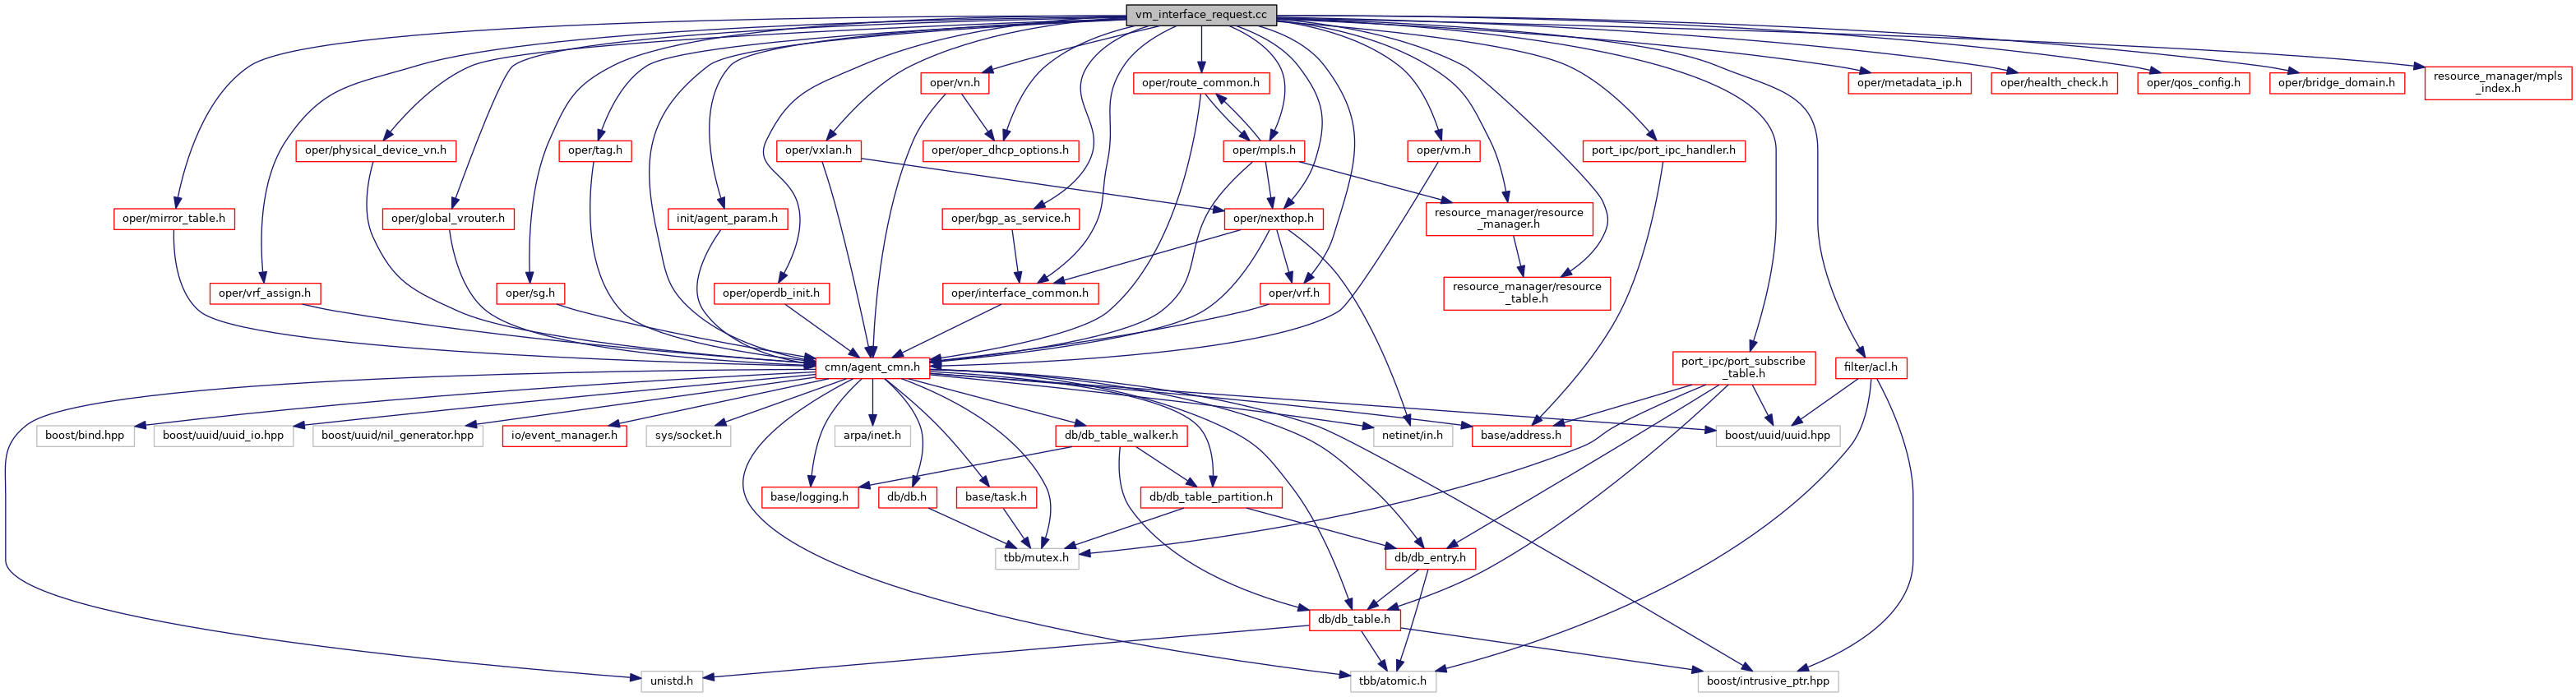 vm_interface_request.cc
oper/vn.h
oper/route_common.h
oper/metadata_ip.h
oper/health_check.h
oper/qos_config.h
oper/bridge_domain.h
resource_manager/mpls
_index.h
oper/physical_device_vn.h
oper/tag.h
oper/vxlan.h
oper/oper_dhcp_options.h
oper/mpls.h
oper/vm.h
port_ipc/port_ipc_handler.h
oper/mirror_table.h
oper/global_vrouter.h
init/agent_param.h
oper/bgp_as_service.h
oper/nexthop.h
resource_manager/resource
_manager.h
oper/vrf_assign.h
oper/sg.h
oper/operdb_init.h
oper/interface_common.h
oper/vrf.h
resource_manager/resource
_table.h
cmn/agent_cmn.h
port_ipc/port_subscribe
_table.h
filter/acl.h
boost/bind.hpp
boost/uuid/uuid_io.hpp
boost/uuid/nil_generator.hpp
io/event_manager.h
sys/socket.h
arpa/inet.h
db/db_table_walker.h
netinet/in.h
base/address.h
boost/uuid/uuid.hpp
base/logging.h
db/db.h
base/task.h
db/db_table_partition.h
tbb/mutex.h
db/db_entry.h
db/db_table.h
unistd.h
tbb/atomic.h
boost/intrusive_ptr.hpp